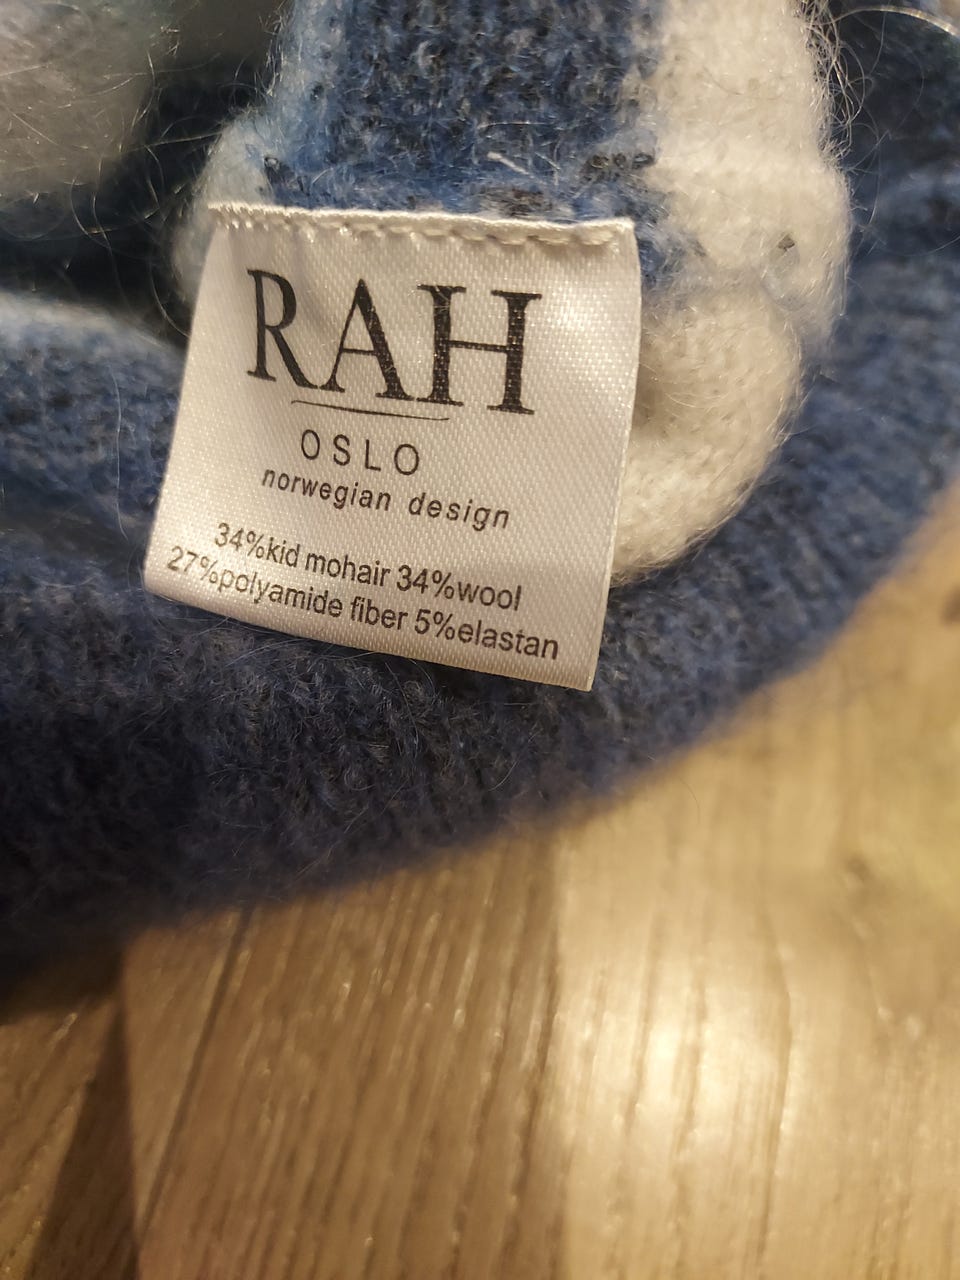 RAH
OSLO
norwegian design
34%kid mohair 34%wool
27%polyamide fiber 5%elastan